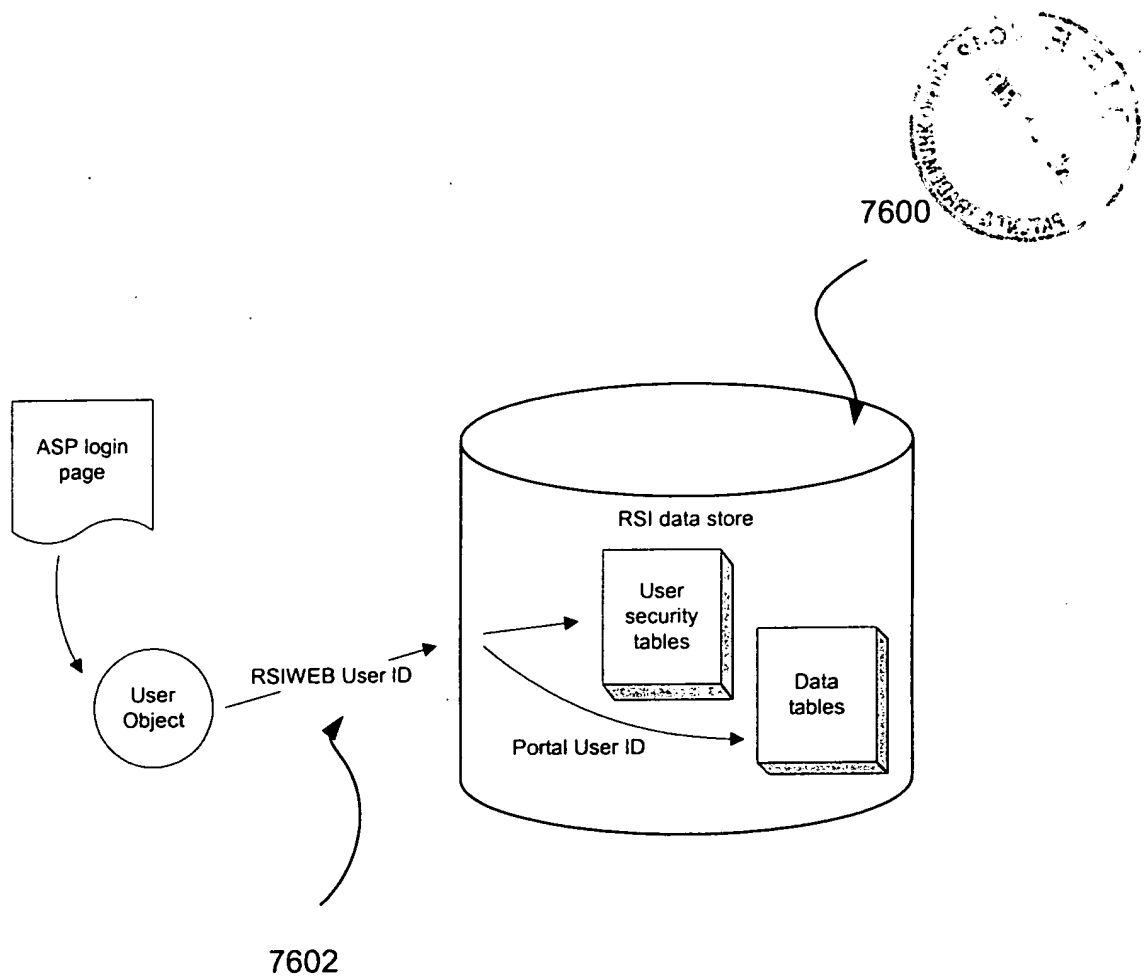 7600
ASP login
page
RSI data store
User
security
tables
RSIWEB User ID
User
Object
Data
tables
Portal User ID
7602